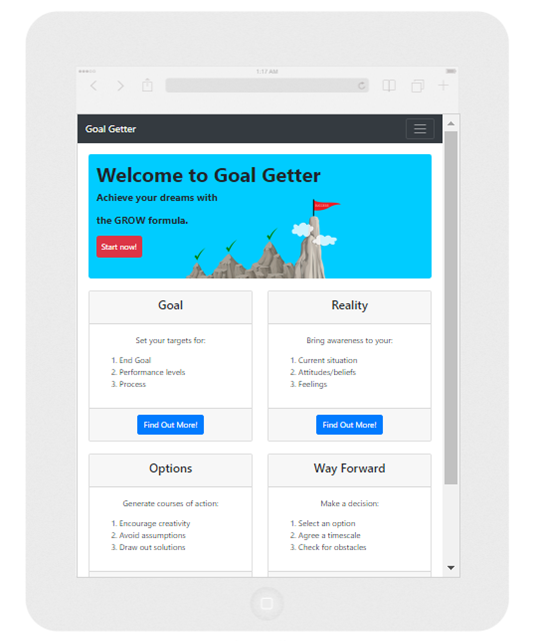 1:17 AM
Goal Getter
Welcome to Goal Getter
Achieve your dreams with
the GROW formula.
Start now!
Goal
Set your targets for:
1. End Goal
2. Performance levels
3. Process
Find Out More!
Reality
Bring awareness to your:
1. Current situation
2. Attitudes/beliefs
3. Feelings
Find Out More!
Options
Generate courses of action:
1. Encourage creativity
2. Avoid assumptions
3. Draw out solutions
Way Forward
Make a decision:
1. Select an option
2. Agree a timescale
3. Check for obstacles